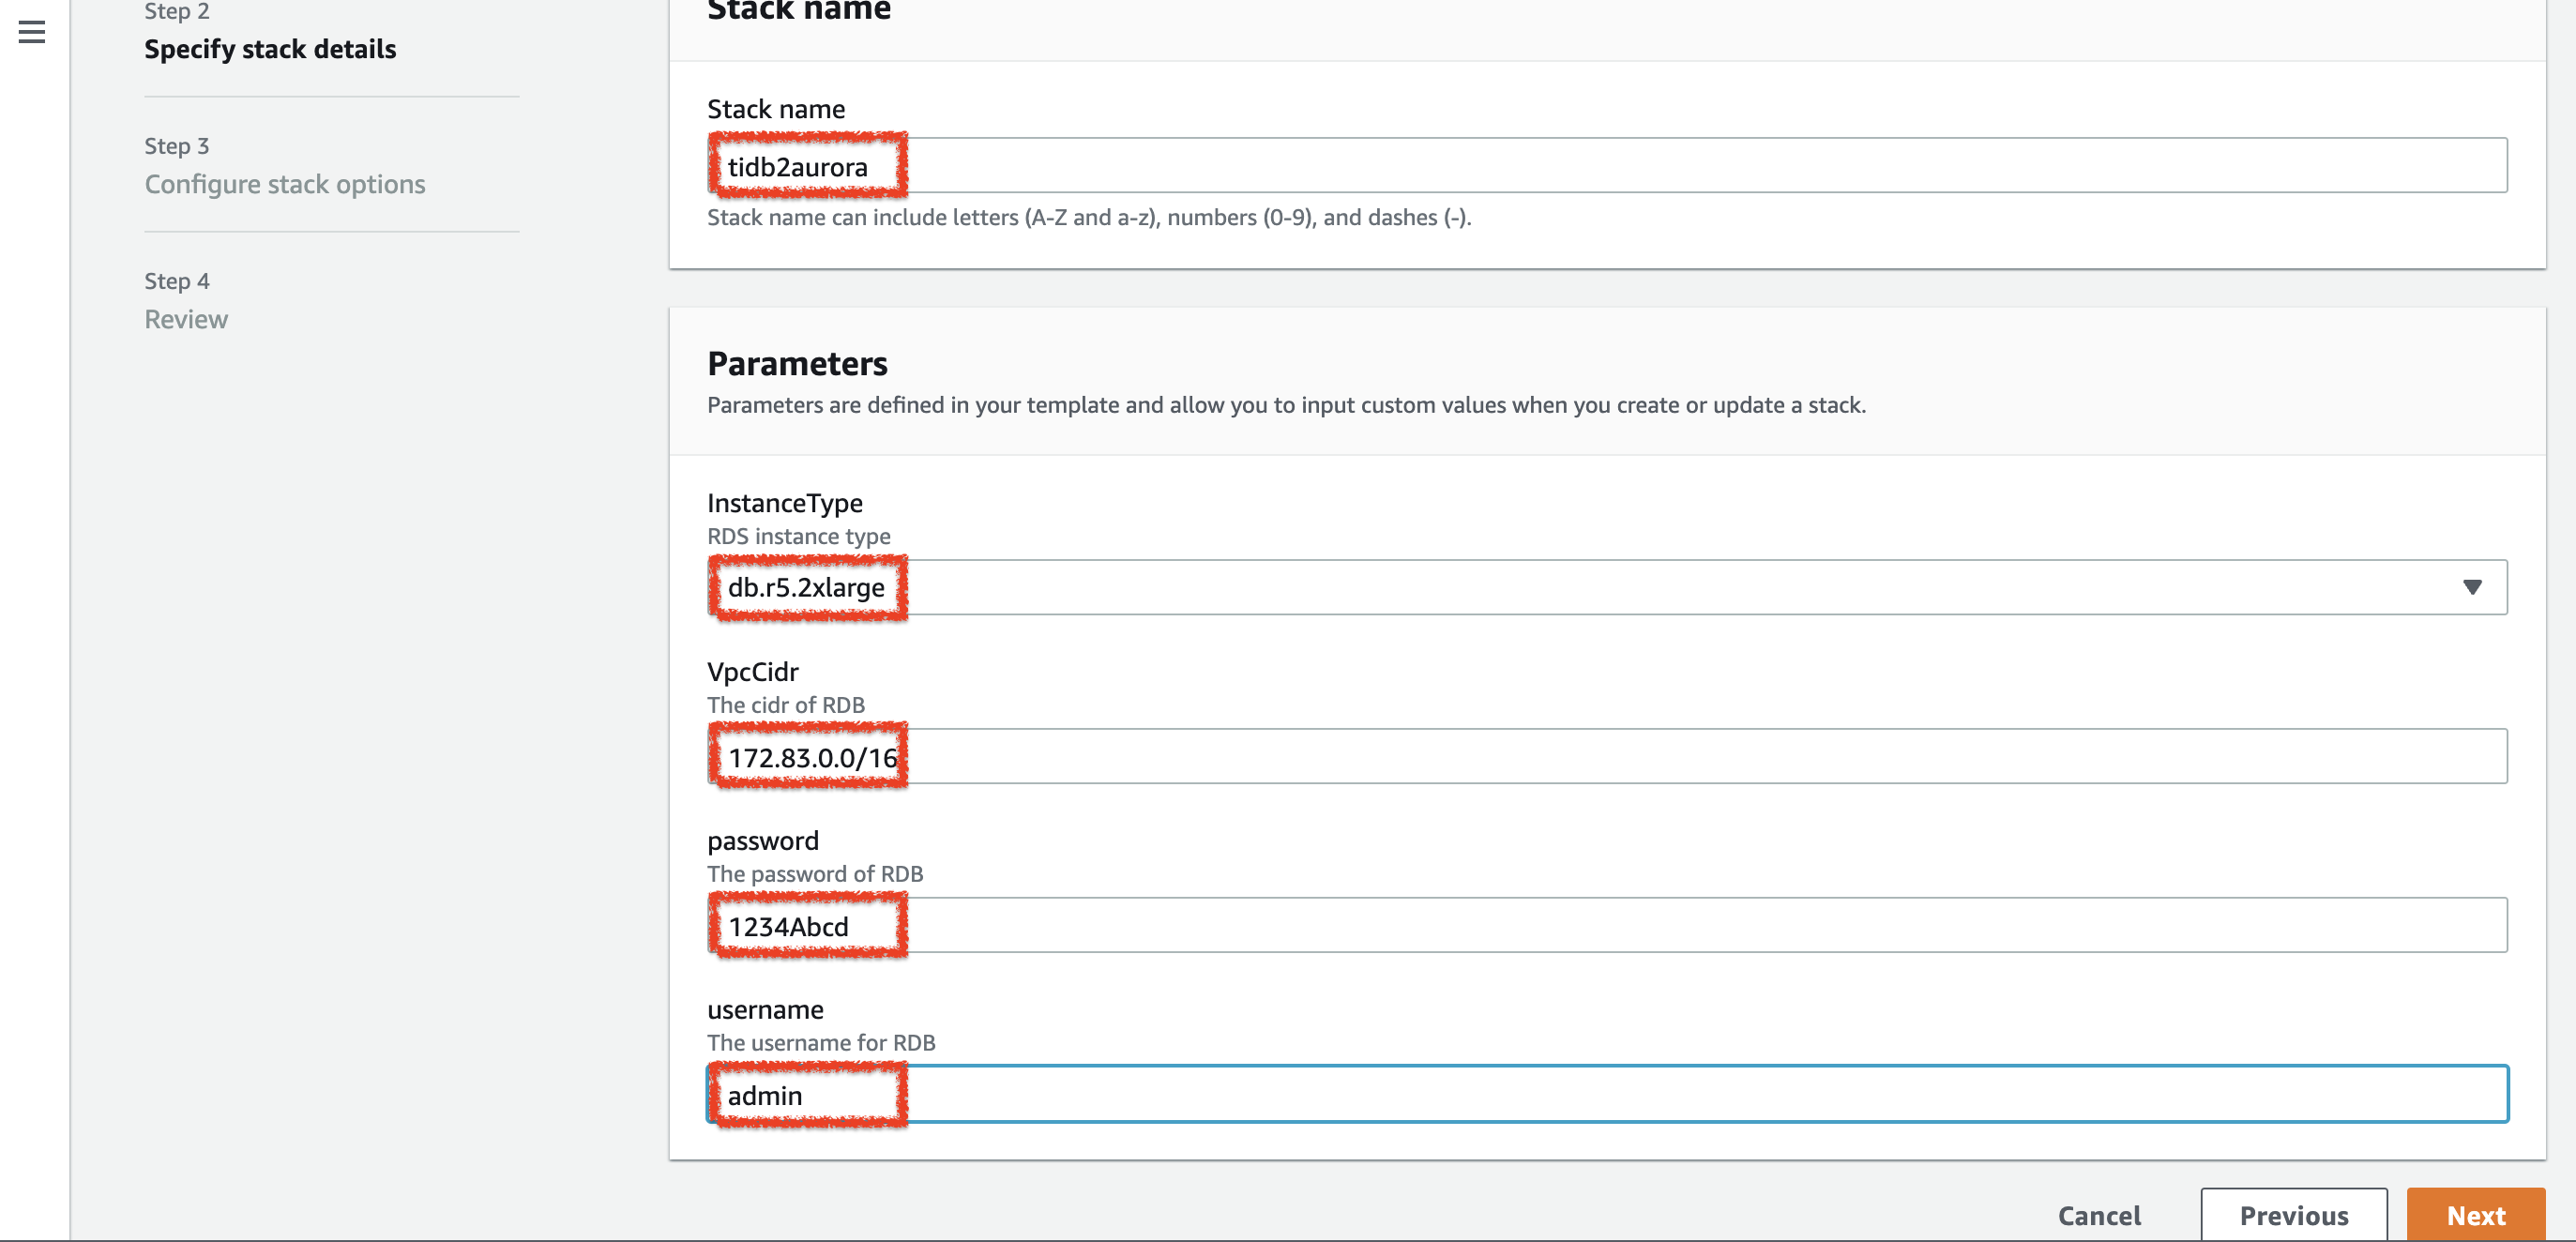 Step 2
Specify stack details
Step 3
Configure stack options
Step 4
Review
Stack name
Stack name
tidb2aurora
Stack name can include letters (A-Z and a-z), numbers (0-9), and dashes (-).
Parameters
Parameters are defined in your template and allow you to input custom values when you create or update a stack.
InstanceType
RDS instance type
db.r5.2xlarge
VpcCidr
The cidr of RDB
172.83.0.0/16
password
The password of RDB
1234Abcd
username
The username for RDB
admin
Cancel
Previous
Next